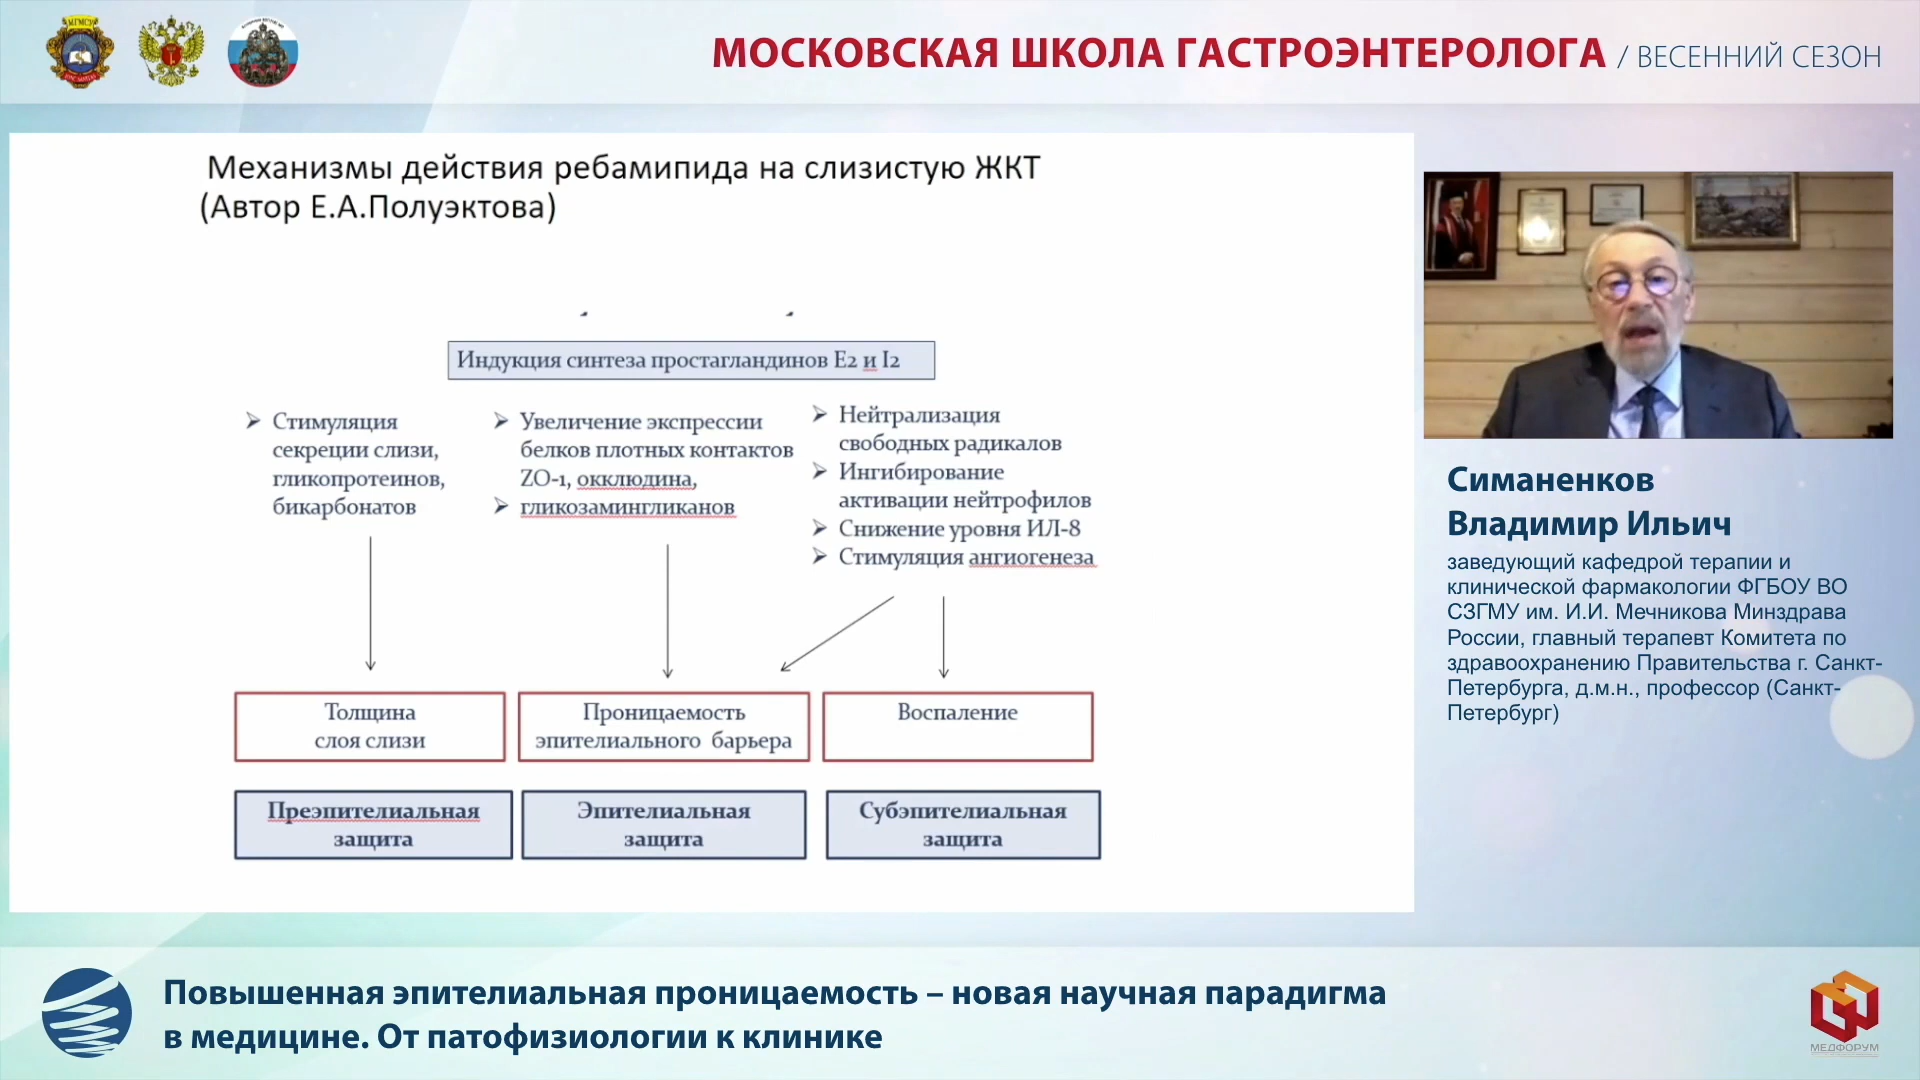 МОСКОВСКАЯ ШКОЛА ГАСТРОЭНТЕРОЛОГА / ВЕСЕННИЙ СЕЗОН
Механизмы действия ребамипида на слизистую ЖКТ
(Автор Е.А.Полуэктова)
Индукция синтеза простагландинов Е2 и I2
Стимуляция
секреции слизи,
гликопротеинов,
бикарбонатов
Увеличение экспрессии
белков плотных контактов
ZO-1, окклюдина,
гликозамингликанов
Нейтрализация
свободных радикалов
Ингибирование
активации нейтрофилов
Снижение уровня ИЛ-8
Стимуляция ангиогенеза
Толщина
слоя слизи
Проницаемость
эпителиального барьера
Воспаление
Преэпителиальная
защита
Эпителиальная
защита
Субэпителиальная
защита
Симаненков
Владимир Ильич
заведующий кафедрой терапии и
клинической фармакологии ФГБОУ ВО
СЗГМУ им. И.И. Мечникова Минздрава
России, главный терапевт Комитета по
здравоохранению Правительства г. Санкт-
Петербурга, д.м.н., профессор (Санкт-
Петербург)
Повышенная эпителиальная проницаемость – новая научная парадигма
в медицине. От патофизиологии к клинике
МЕДФОРУМ